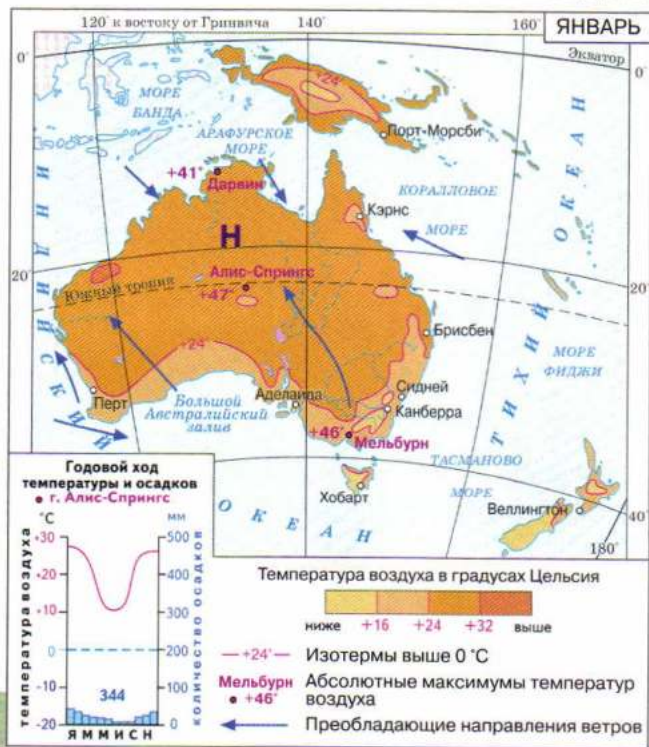 120° к востоку от Гринвича
140°
160°
ЯНВАРЬ
Экватор
0°
0°
+24°
МОРЕ
БАНДА
АРАФУРСКОЕ
МОРЕ
Порт-Морсби
+41°
Дарвин
КОРАЛЛОВОЕ
МОРЕ
Кэрнс
Н
20°
20°
Южный тропик
Алис-Спрингс
+47°
+24°
Брисбен
МОРЕ
ФИДЖИ
ИНДИЙСКИЙ
ОКЕАН
ТИХИЙ
ОКЕАН
Перт
Большой
Австралийский
залив
Аделаида
Сидней
Канберра
+46°
Мельбурн
ТАСМАНОВО
МОРЕ
Хобарт
Веллингтон
40°
180°
Годовой ход
температуры и осадков
г. Алис-Спрингс
°C
мм
+30
+20
+10
0
-10
-20
500
400
300
200
100
0
температура воздуха
количество осадков
344
Я М М И С Н
Температура воздуха в градусах Цельсия
ниже +16 +24 +32 выше
+24° Изотермы выше 0 °C
Мельбурн
+46°
Абсолютные максимумы температур
воздуха
Преобладающие направления ветров